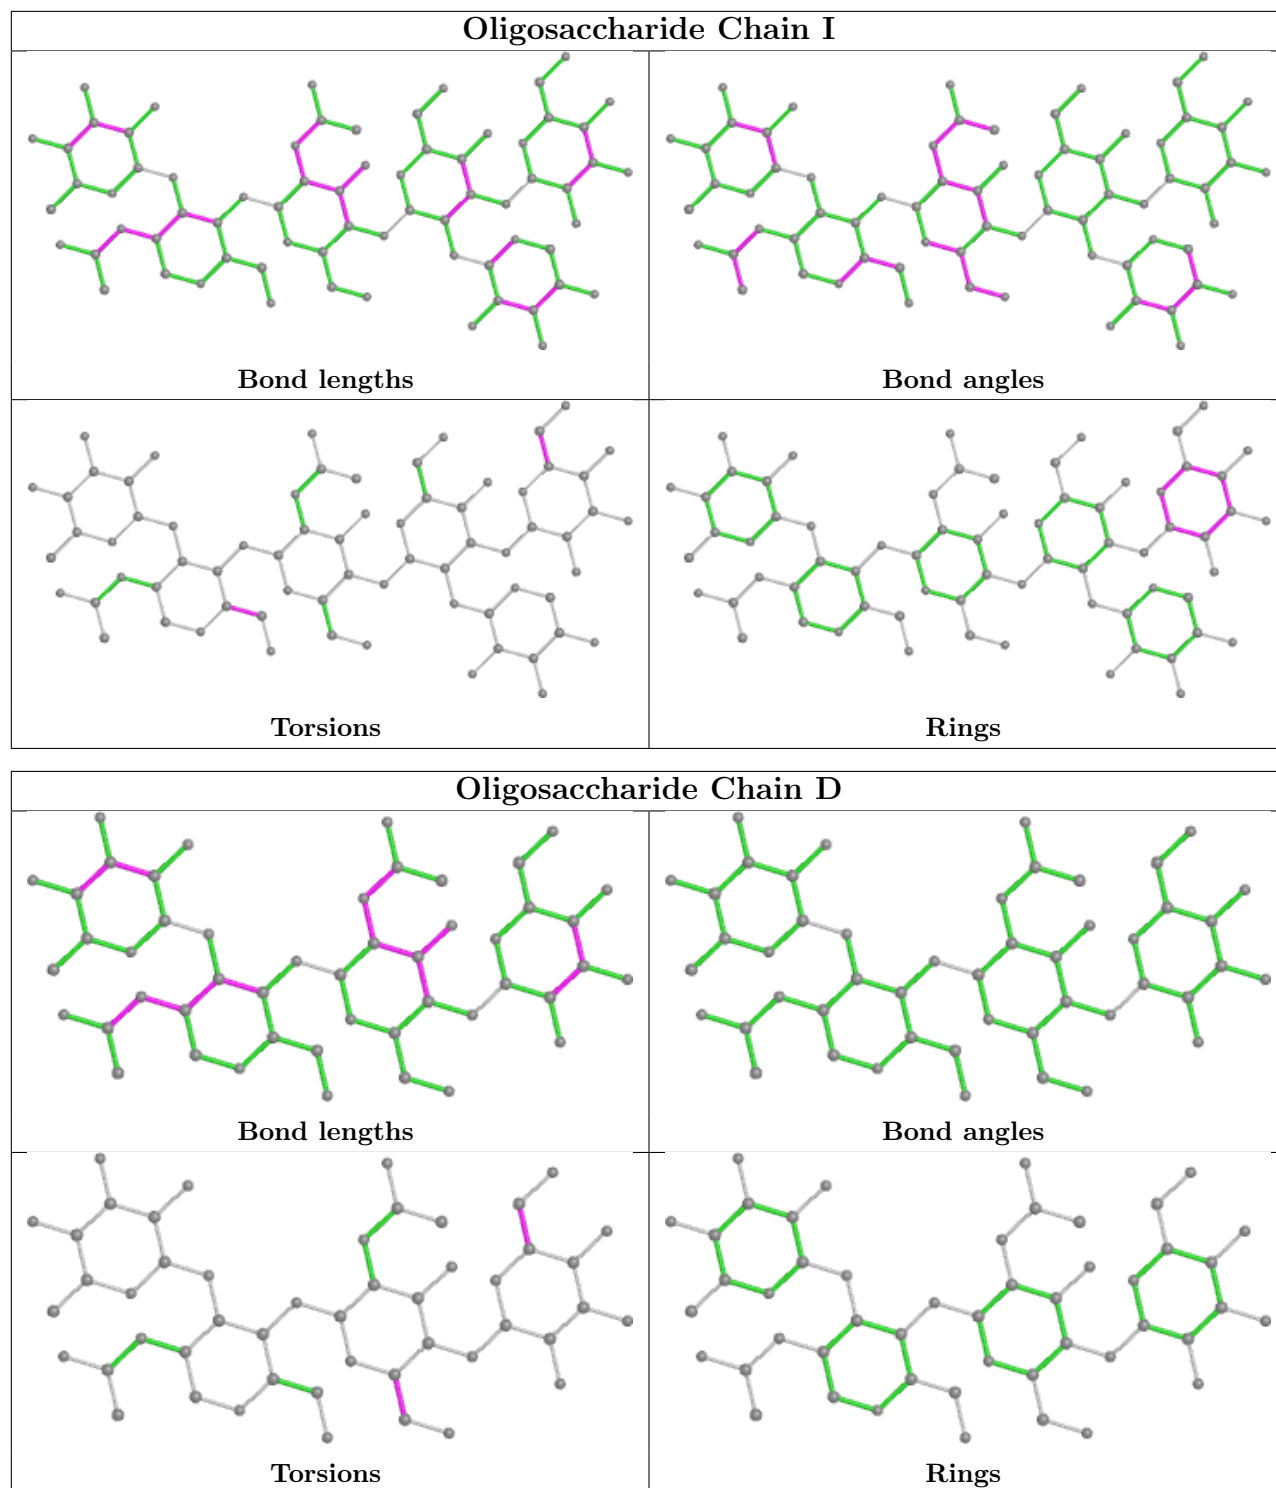 Oligosaccharide Chain I
Bond lengths
Bond angles
Torsions
Rings
Oligosaccharide Chain D
Bond lengths
Bond angles
Torsions
Rings